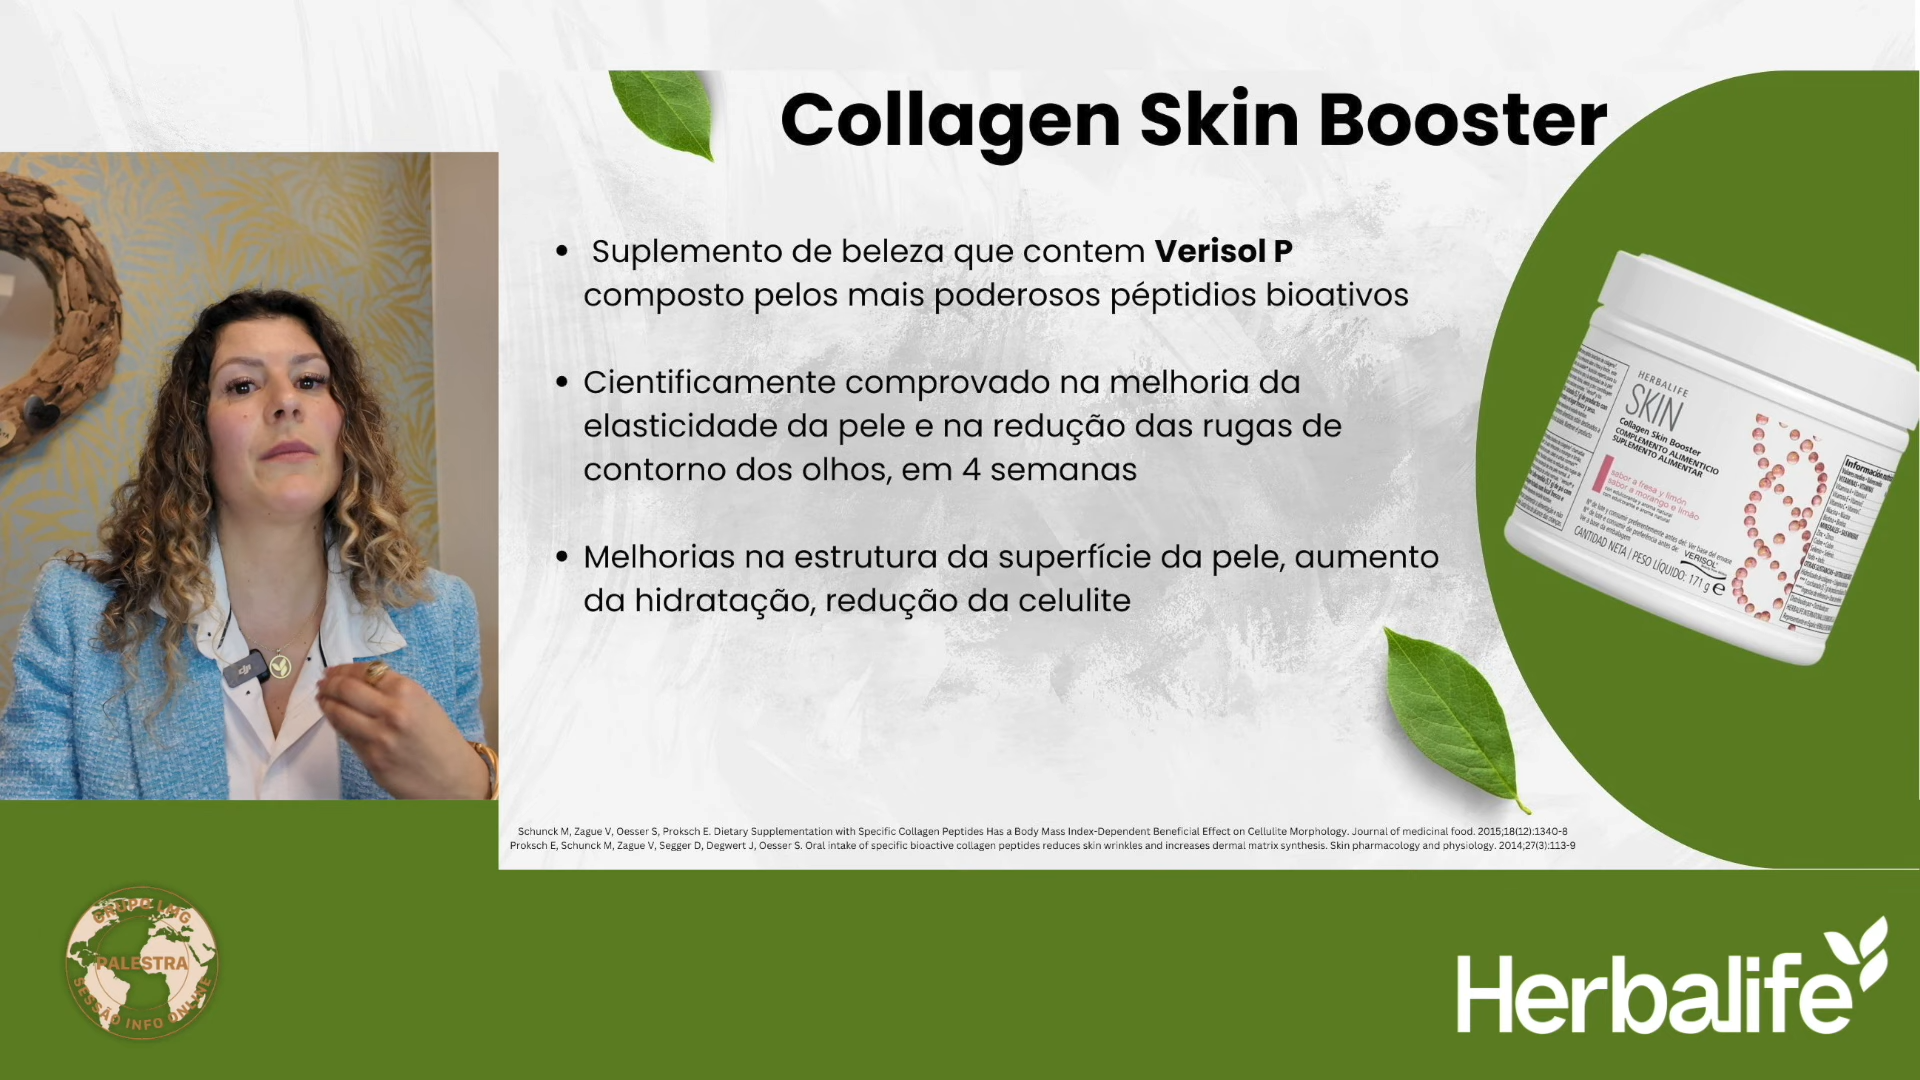 Collagen Skin Booster
• Suplemento de beleza que contem Verisol P
composto pelos mais poderosos péptidios bioativos
• Cientificamente comprovado na melhoria da
elasticidade da pele e na redução das rugas de
contorno dos olhos, em 4 semanas
• Melhorias na estrutura da superfície da pele, aumento
da hidratação, redução da celulite
HERBALIFE
SKIN
Collagen Skin Booster
COMPLEMENTO ALIMENTICIO
SUPLEMENTO ALIMENTAR
sabor a fresa y limón
sabor a morango e limão
VERISOL
CANTIDAD NETA | PESO LÍQUIDO: 171 g e
Schunck M, Zague V, Oesser S, Proksch E. Dietary Supplementation with Specific Collagen Peptides Has a Body Mass Index-Dependent Beneficial Effect on Cellulite Morphology. Journal of medicinal food. 2015;18(12):1340-8
Proksch E, Schunck M, Zague V, Segger D, Degwert J, Oesser S. Oral intake of specific bioactive collagen peptides reduces skin wrinkles and increases dermal matrix synthesis. Skin pharmacology and physiology. 2014;27(3):113-9
GRUPO LMG
PALESTRA
SESSÃO INFO ONLINE
Herbalife